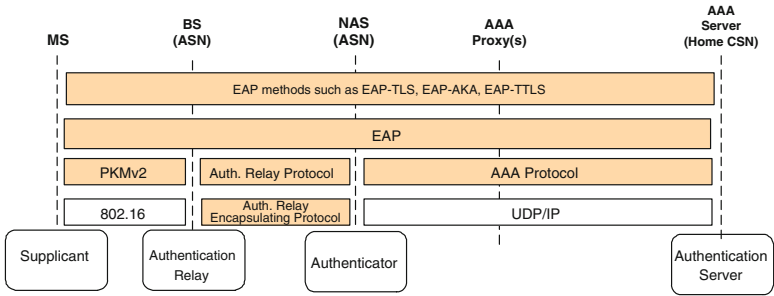 MS
BS
(ASN)
NAS
(ASN)
AAA
Proxy(s)
AAA
Server
(Home CSN)
EAP methods such as EAP-TLS, EAP-AKA, EAP-TTLS
EAP
PKMv2
Auth. Relay Protocol
AAA Protocol
802.16
Auth. Relay
Encapsulating Protocol
UDP/IP
Supplicant
Authentication
Relay
Authenticator
Authentication
Server